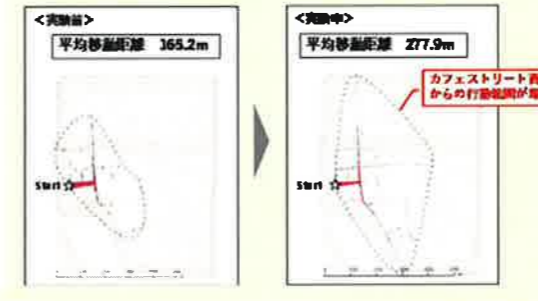 <実験前>
平均移動距離 165.2m
Start
<実験中>
平均移動距離 277.9m
カフェストリート
からの行動範囲が
Start